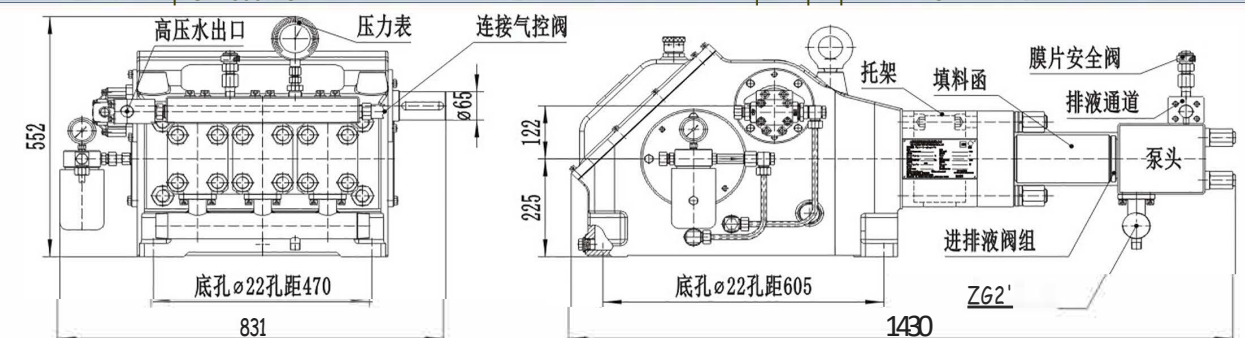 高压水出口
压力表
连接气控阀
552
ø65
底孔ø22孔距470
831
122
225
托架
填料函
膜片安全阀
排液通道
泵头
进排液阀组
底孔ø22孔距605
ZG2'
1430